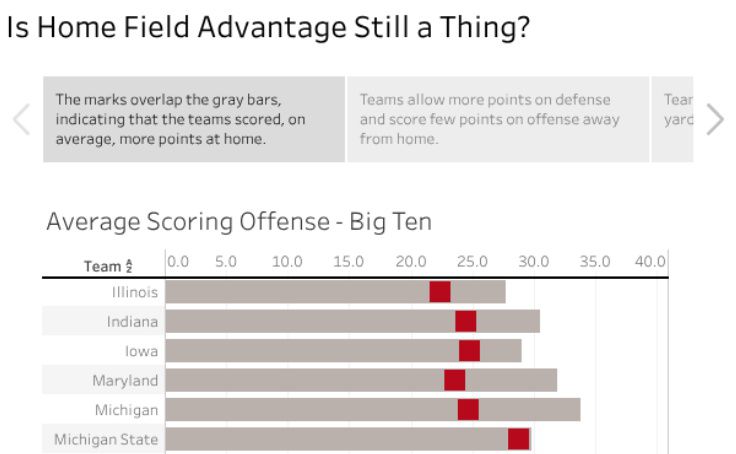 Is Home Field Advantage Still a Thing?
The marks overlap the gray bars,
indicating that the teams scored, on
average, more points at home.
Teams allow more points on defense
and score few points on offense away
from home.
Average Scoring Offense - Big Ten
Team
0.0 5.0 10.0 15.0 20.0 25.0 30.0 35.0 40.0
Illinois
Indiana
Iowa
Maryland
Michigan
Michigan State